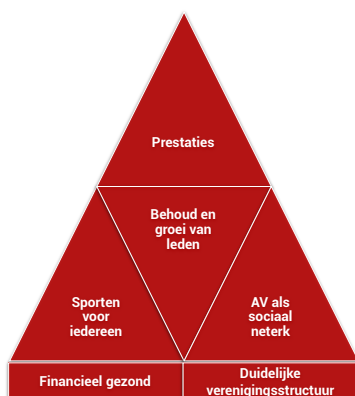 Prestaties
Behoud en
groei van
leden
Sporten
voor
iedereen
AV als
sociaal
neterk
Financieel gezond
Duidelijke
verenigingsstructuur